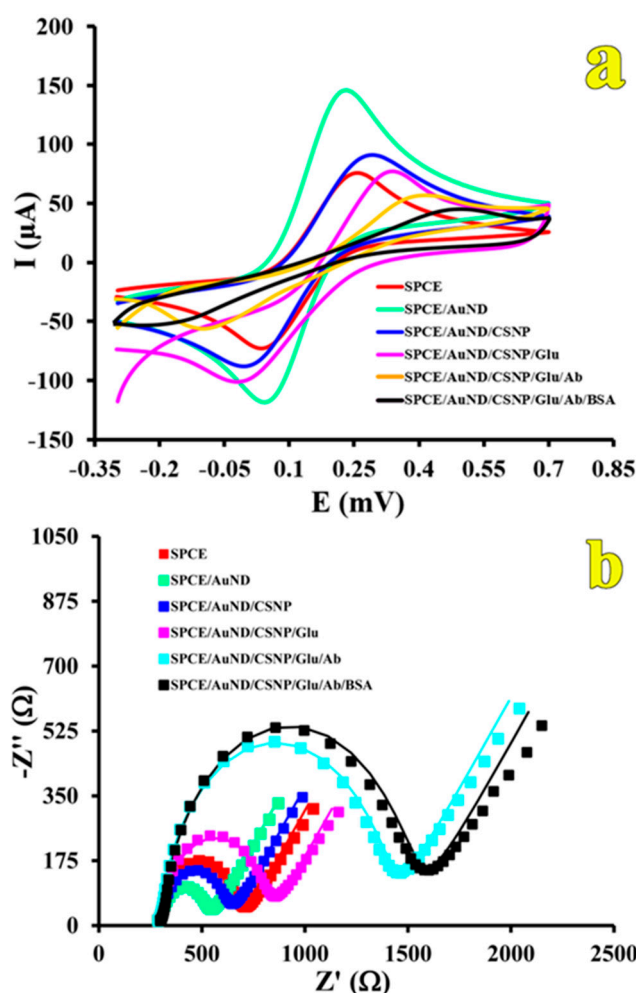 a
200
150
100
50
0
-50
-100
-150
I (µA)
-0.35 -0.2 -0.05 0.1 0.25 0.4 0.55 0.7 0.85
E (mV)
SPCE
SPCE/AuND
SPCE/AuND/CSNP
SPCE/AuND/CSNP/Glu
SPCE/AuND/CSNP/Glu/Ab
SPCE/AuND/CSNP/Glu/Ab/BSA
b
1050
875
700
525
350
175
0
-Z'' (Ω)
SPCE
SPCE/AuND
SPCE/AuND/CSNP
SPCE/AuND/CSNP/Glu
SPCE/AuND/CSNP/Glu/Ab
SPCE/AuND/CSNP/Glu/Ab/BSA
0 500 1000 1500 2000 2500
Z' (Ω)